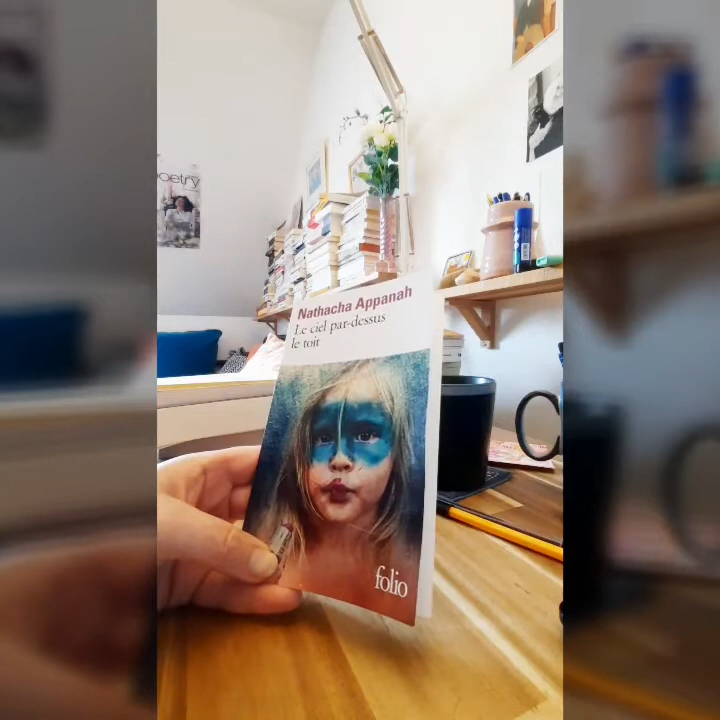 poetry
Nathacha Appanah
Le ciel par-dessus
le toit
folio